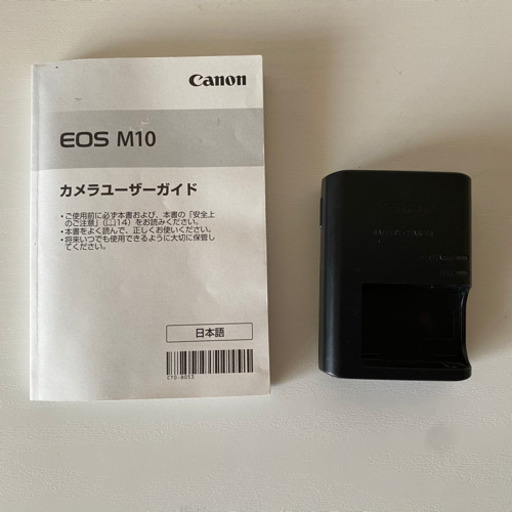 Canon
EOS M10
カメラユーザーガイド
・ご使用前に必ず本書および、本書の「安全上
のご注意」(📖14)をお読みください。
・本書をよく読んで、正しくお使いください。
・将来いつでも使用できるように大切に保管し
てください。
日本語
CT0-B053